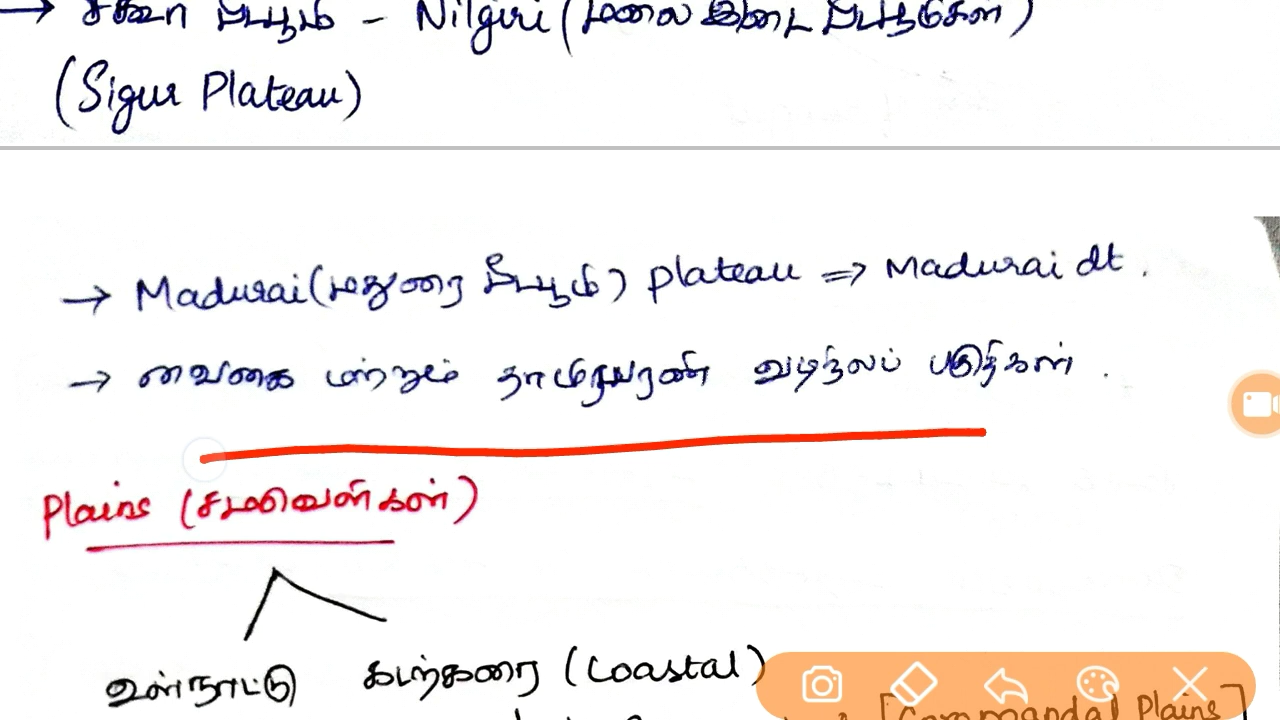 → சிகூர் பீடபூமி - Nilgiri (மலை இடை பீடபூமிகள்)
(Sigur Plateau)
→ Madurai (மதுரை பீடபூமி) plateau ⇒ Madurai dt.
→ வைகை மற்றும் தாமிரபரணி வடிநிலப் பகுதிகள்.
Plains (சமவெளிகள்)
உள்நாட்டு கடற்கரை (Coastal)
[Corommandal Plains]